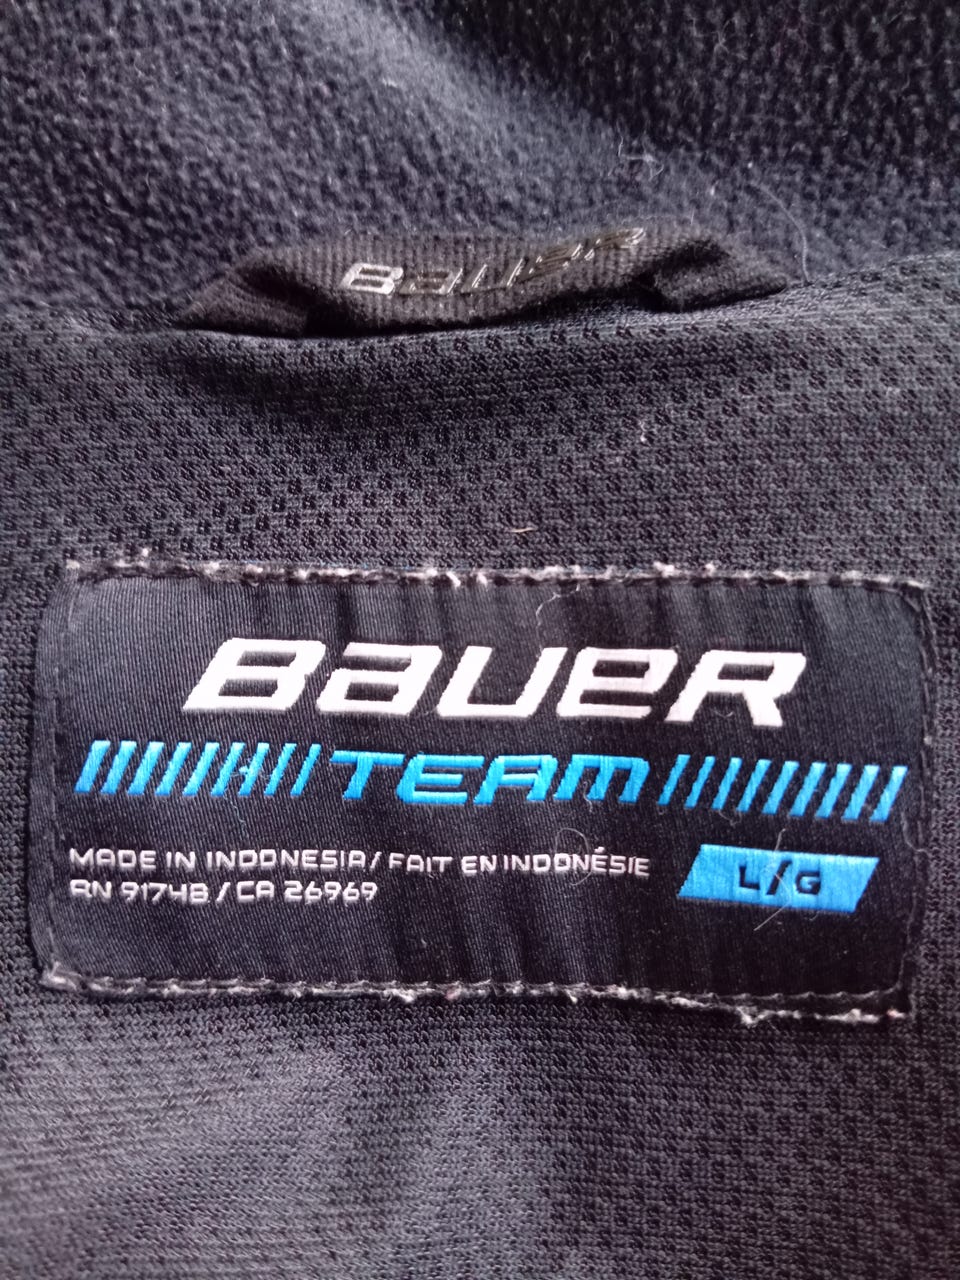 BAUER
BAUER
TEAM
MADE IN INDONESIA / FAIT EN INDONÉSIE
RN 91748 / CA 26969
L/G